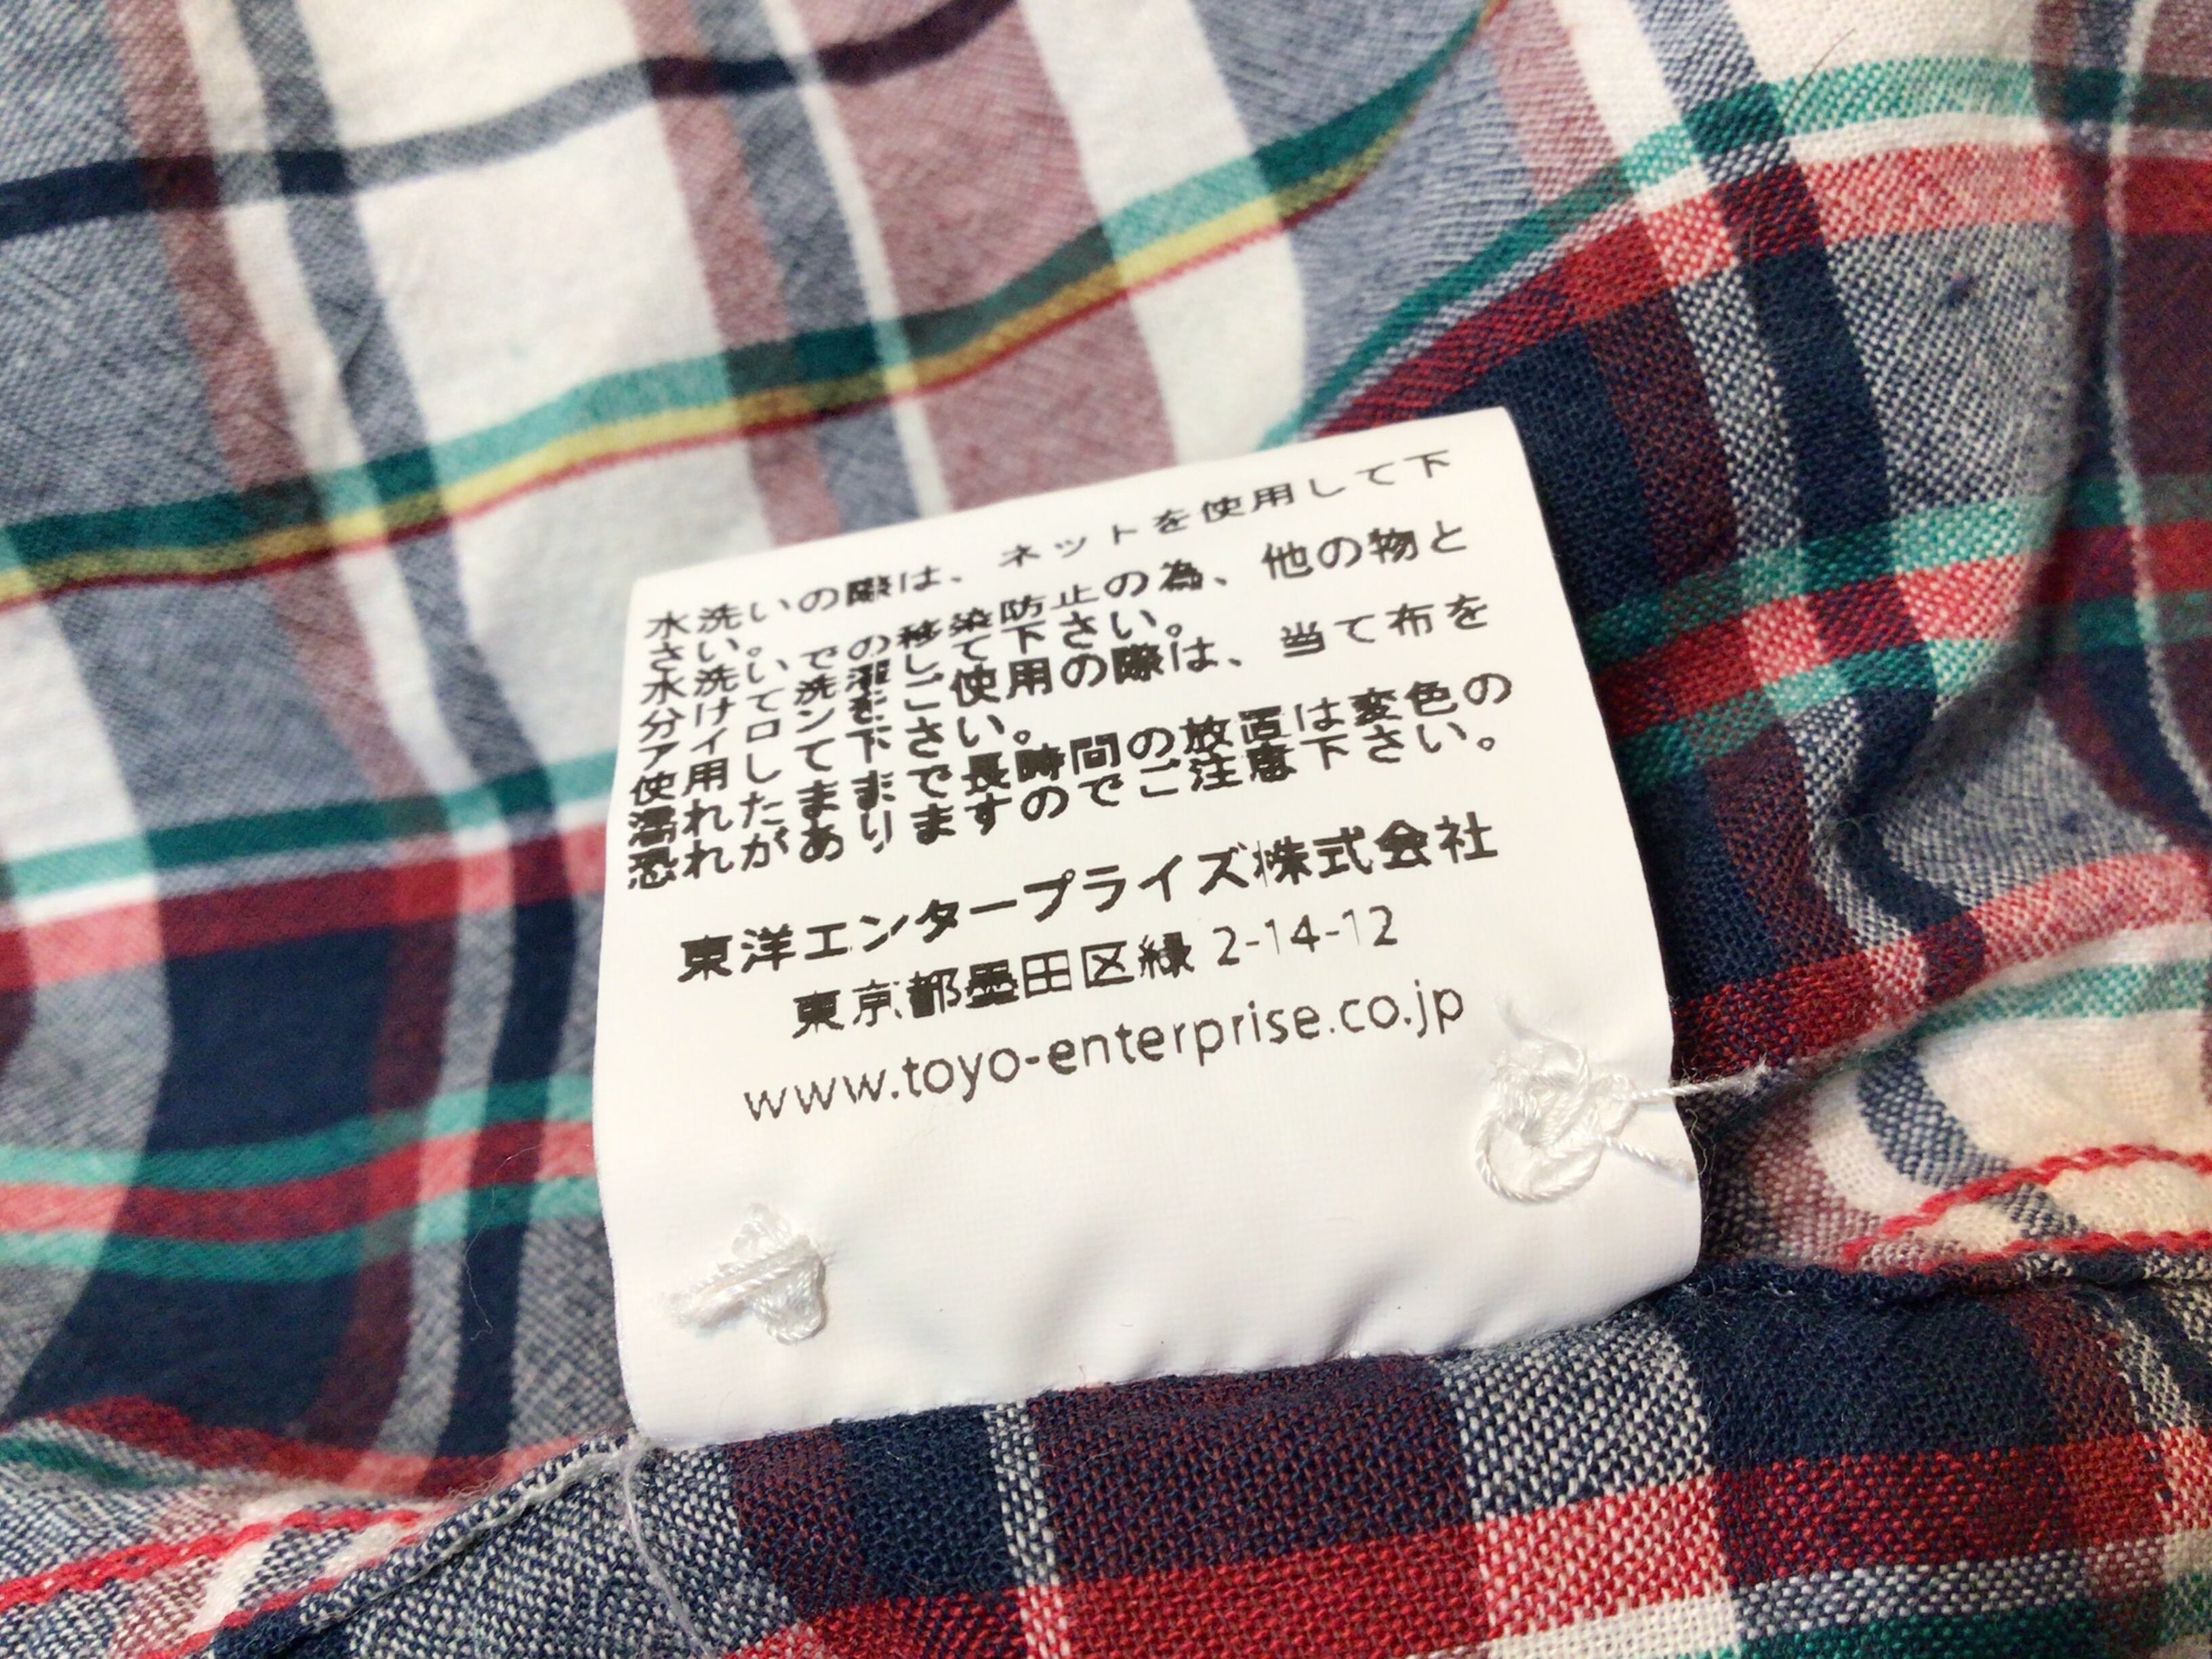 水洗いの際は、ネットを使用して下
さい。
水洗いでの移染防止の為、他の物と
分けて洗濯して下さい。
アイロンをご使用の際は、当て布を
使用して下さい。
濡れたままで長時間の放置は変色の
恐れがありますのでご注意下さい。
東洋エンタープライズ株式会社
東京都墨田区緑 2-14-12
www.toyo-enterprise.co.jp